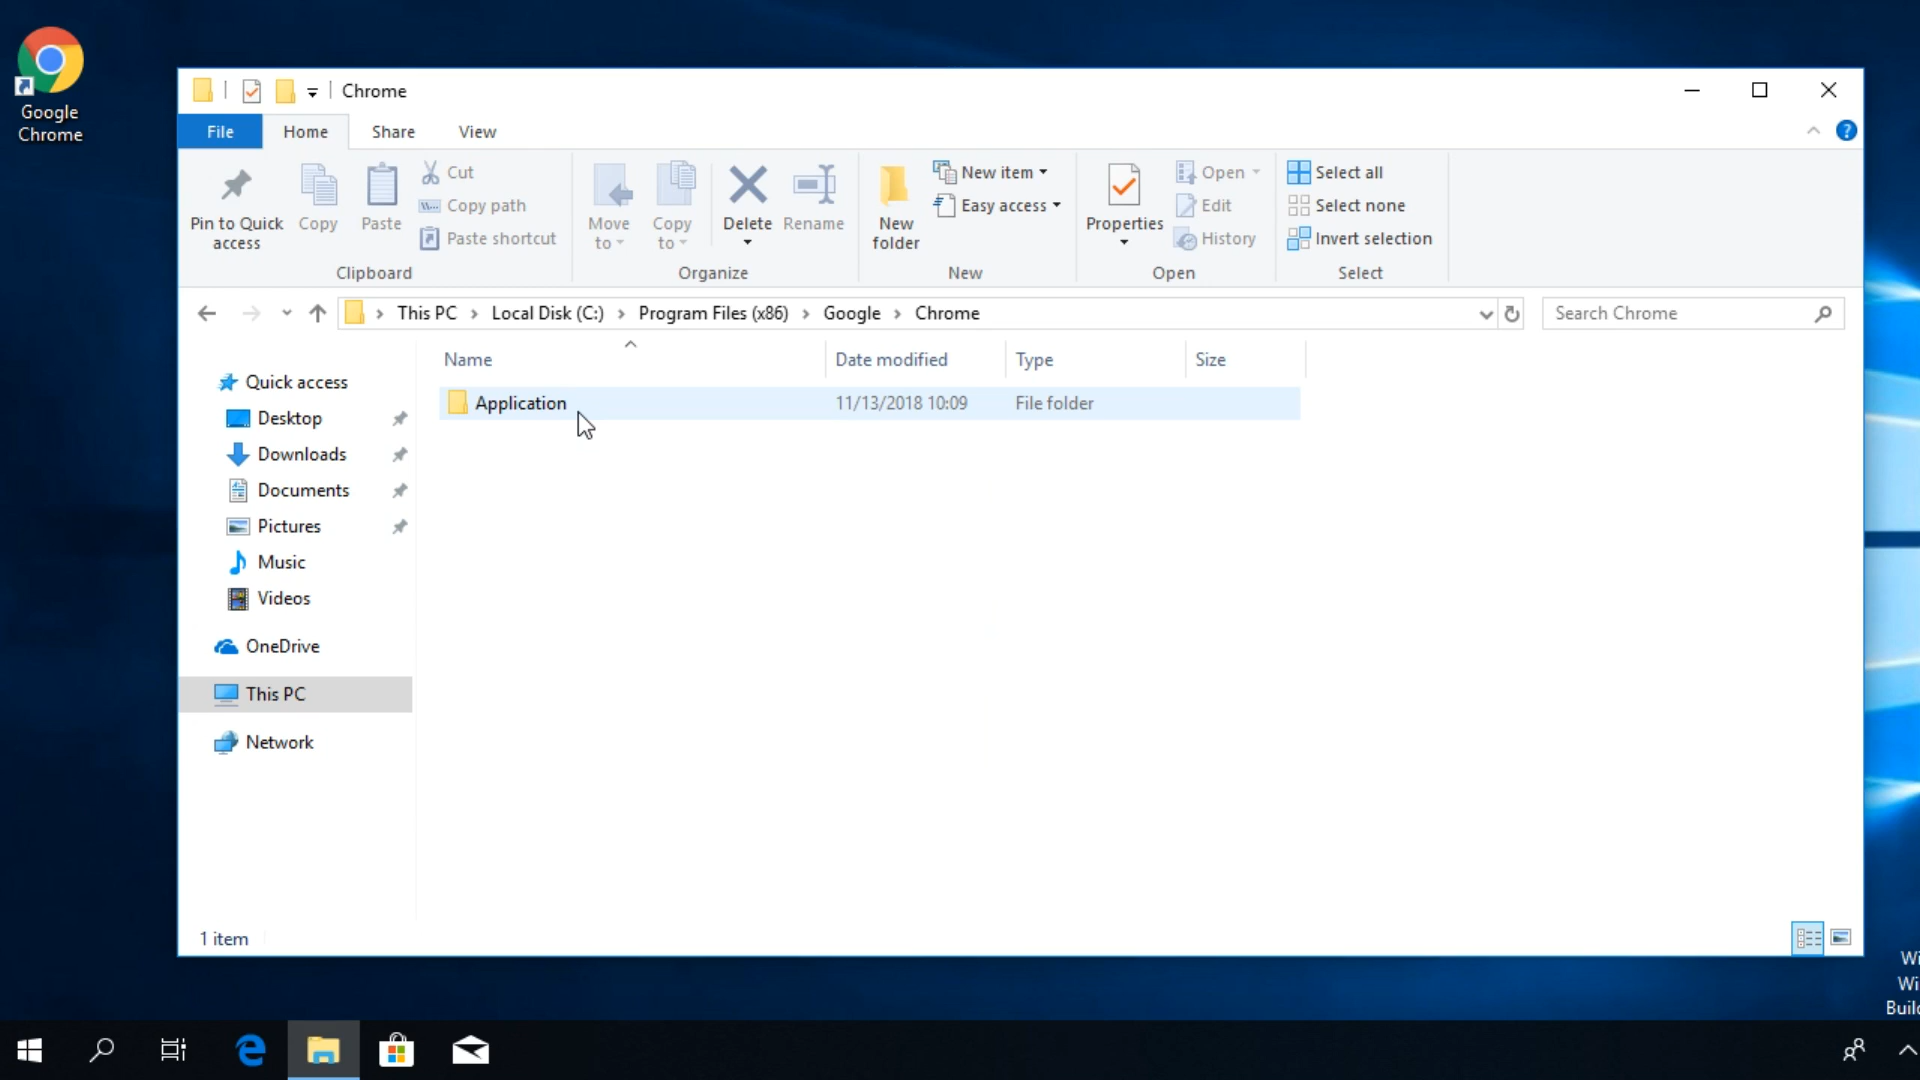 Google
Chrome
Chrome
File
Home
Share
View
Pin to Quick
access
Copy
Paste
Cut
Copy path
Paste shortcut
Clipboard
Move
to
Copy
to
Delete
Rename
Organize
New
folder
New item
Easy access
New
Properties
Open
Edit
History
Open
Select all
Select none
Invert selection
Select
This PC
Local Disk (C:)
Program Files (x86)
Google
Chrome
Search Chrome
Name
Date modified
Type
Size
Application
11/13/2018 10:09
File folder
Quick access
Desktop
Downloads
Documents
Pictures
Music
Videos
OneDrive
This PC
Network
1 item